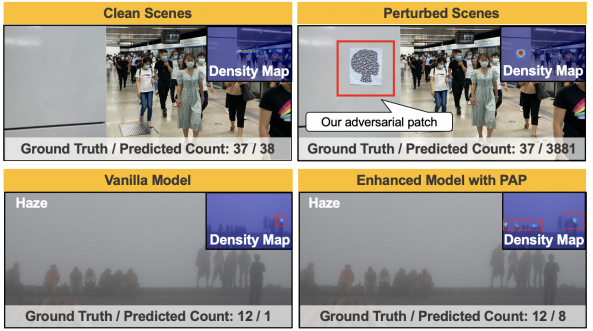 Clean Scenes
Density Map
Ground Truth / Predicted Count: 37 / 38
Perturbed Scenes
Density Map
Our adversarial patch
Ground Truth / Predicted Count: 37 / 3881
Vanilla Model
Haze
Density Map
Ground Truth / Predicted Count: 12 / 1
Enhanced Model with PAP
Haze
Density Map
Ground Truth / Predicted Count: 12 / 8